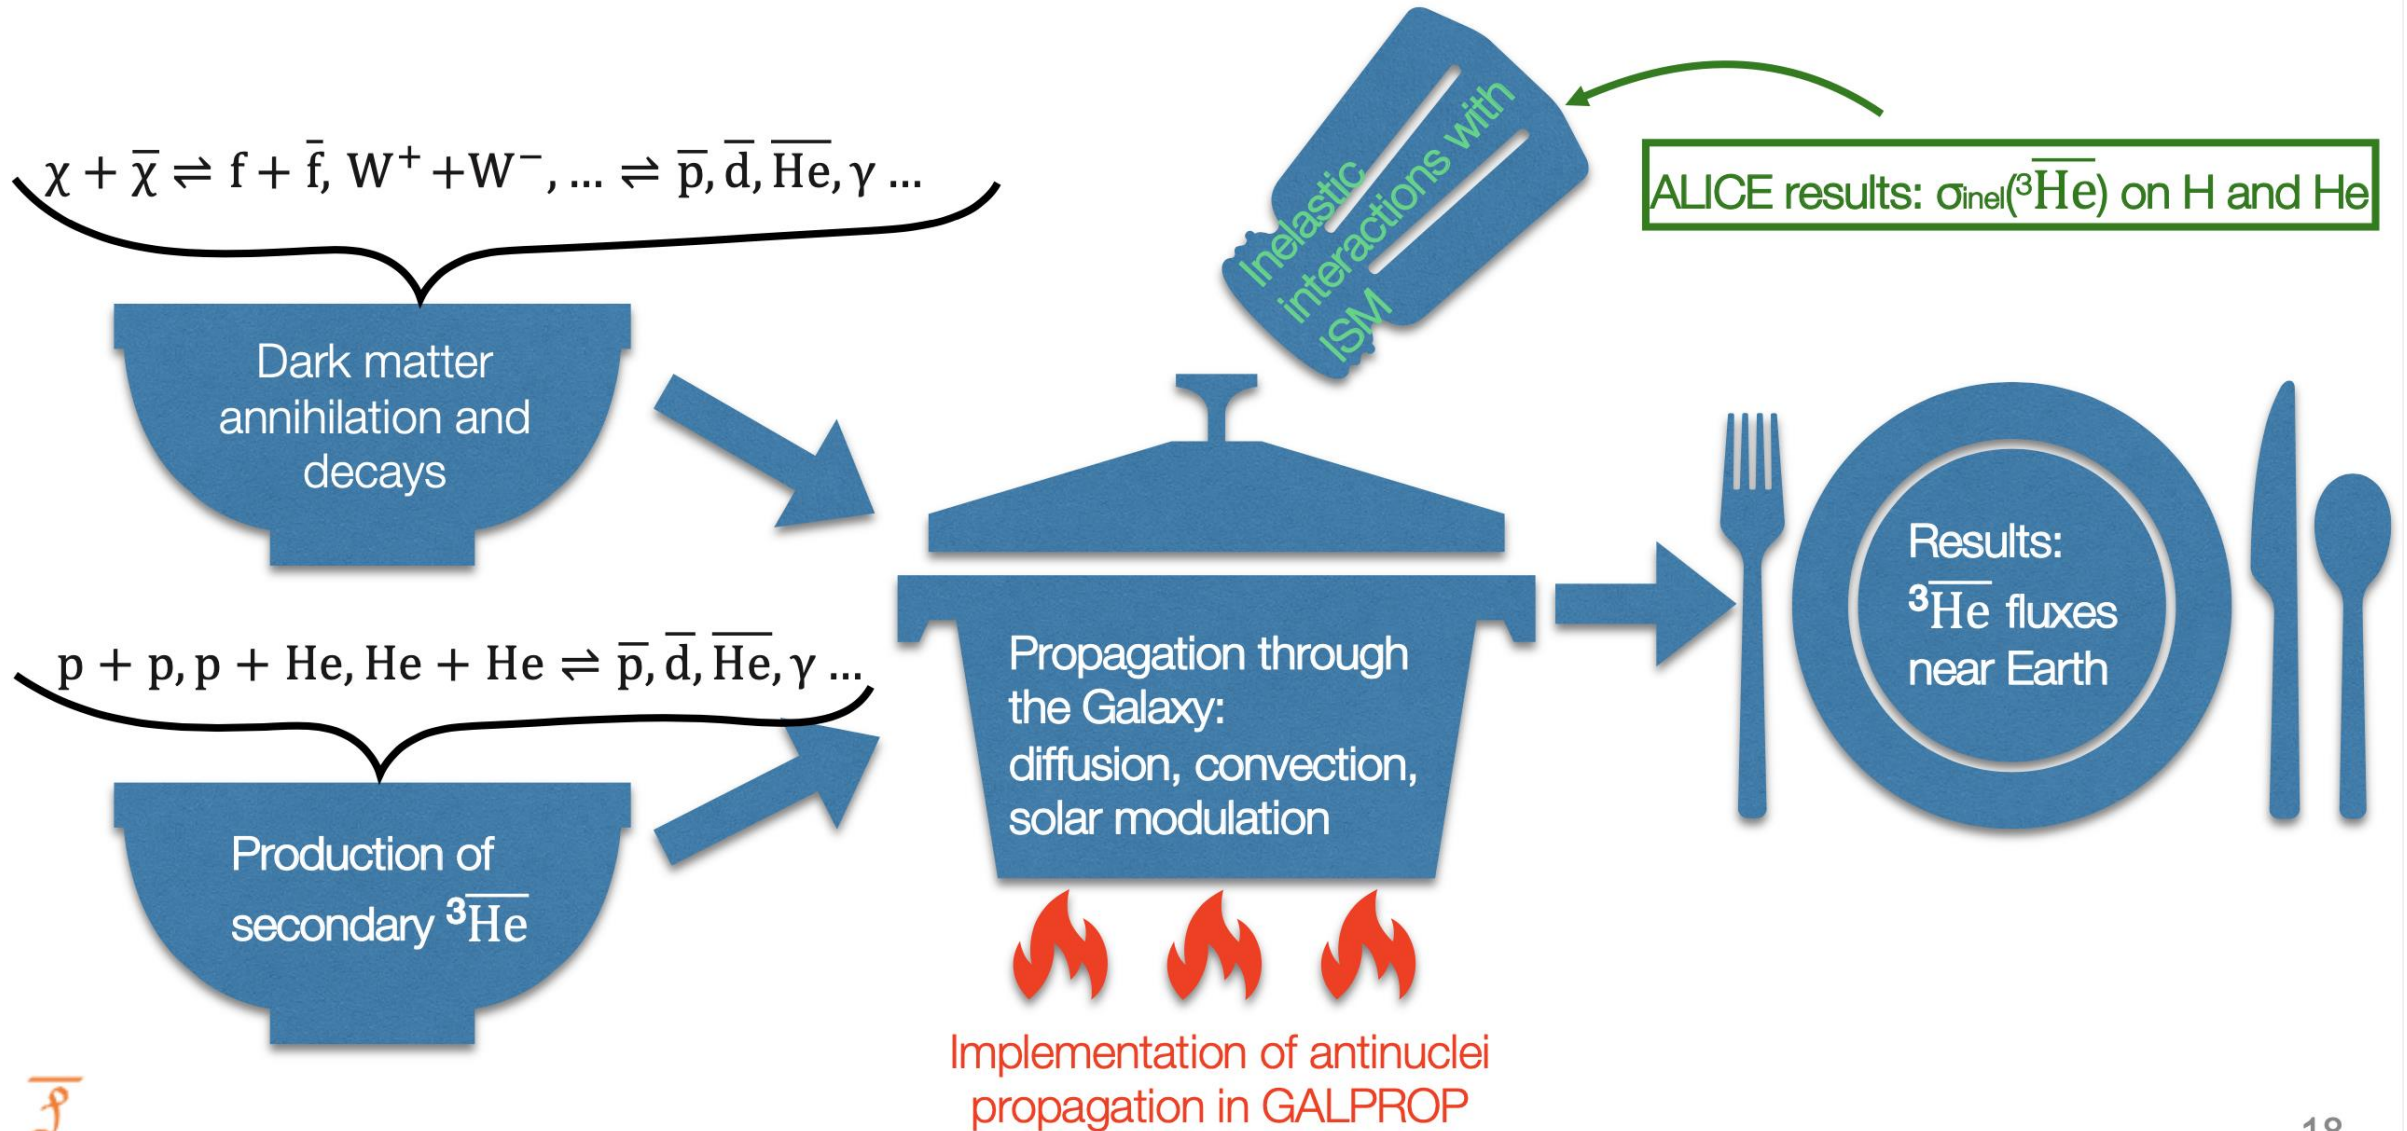 χ + χ̅ ⇌ f + f̅, W⁺ +W⁻, ... ⇌ p̅, d̅, H̅e̅, γ ...
Dark matter
annihilation and
decays
p + p, p + He, He + He ⇌ p̅, d̅, H̅e̅, γ ...
Production of
secondary ³H̅e̅
Inelastic
interactions with
ISM
ALICE results: σinel(³H̅e̅) on H and He
Propagation through
the Galaxy:
diffusion, convection,
solar modulation
Implementation of antinuclei
propagation in GALPROP
Results:
³H̅e̅ fluxes
near Earth
18